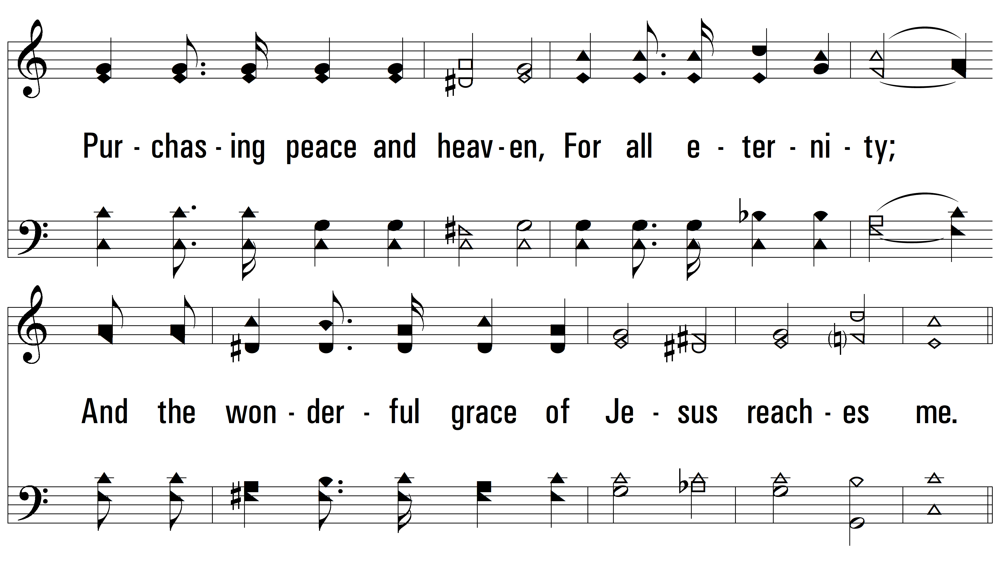 Pur - chas - ing peace and heav - en, For all e - ter - ni - ty;
And the won - der - ful grace of Je - sus reach - es me.